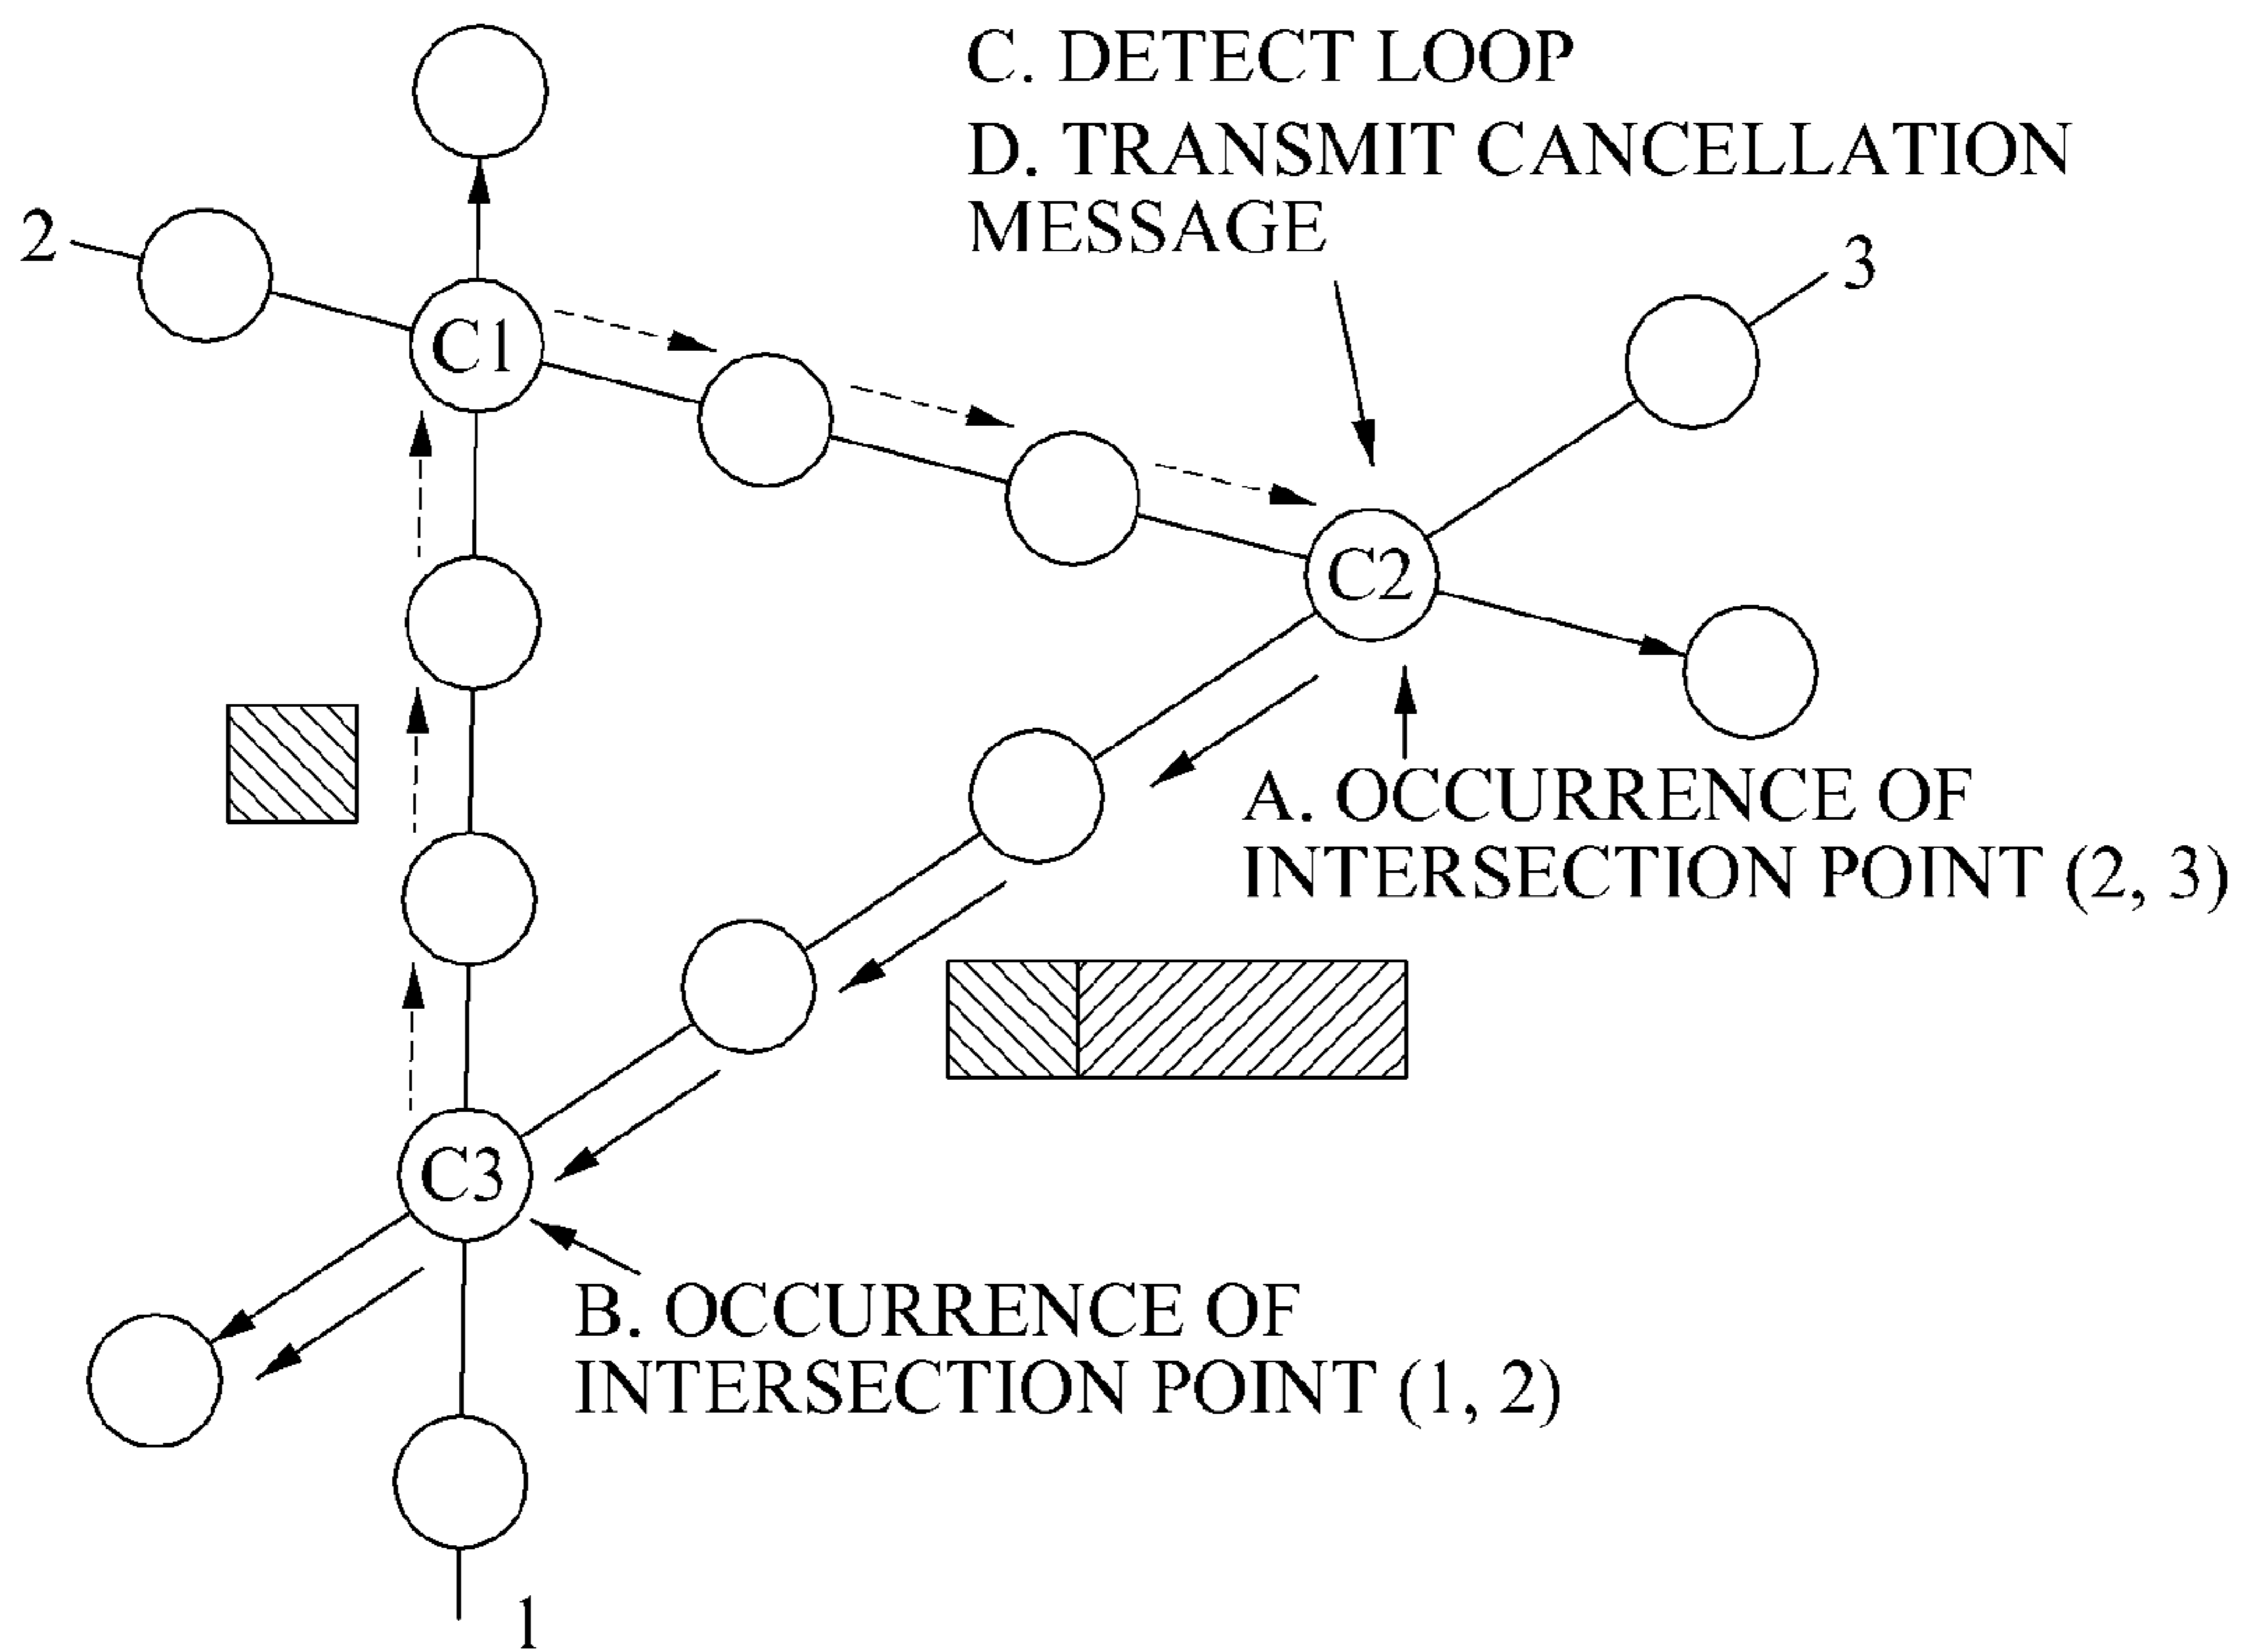 C. DETECT LOOP
D. TRANSMIT CANCELLATION
MESSAGE
2
3
C1
C2
A. OCCURRENCE OF
INTERSECTION POINT (2, 3)
C3
B. OCCURRENCE OF
INTERSECTION POINT (1, 2)
1